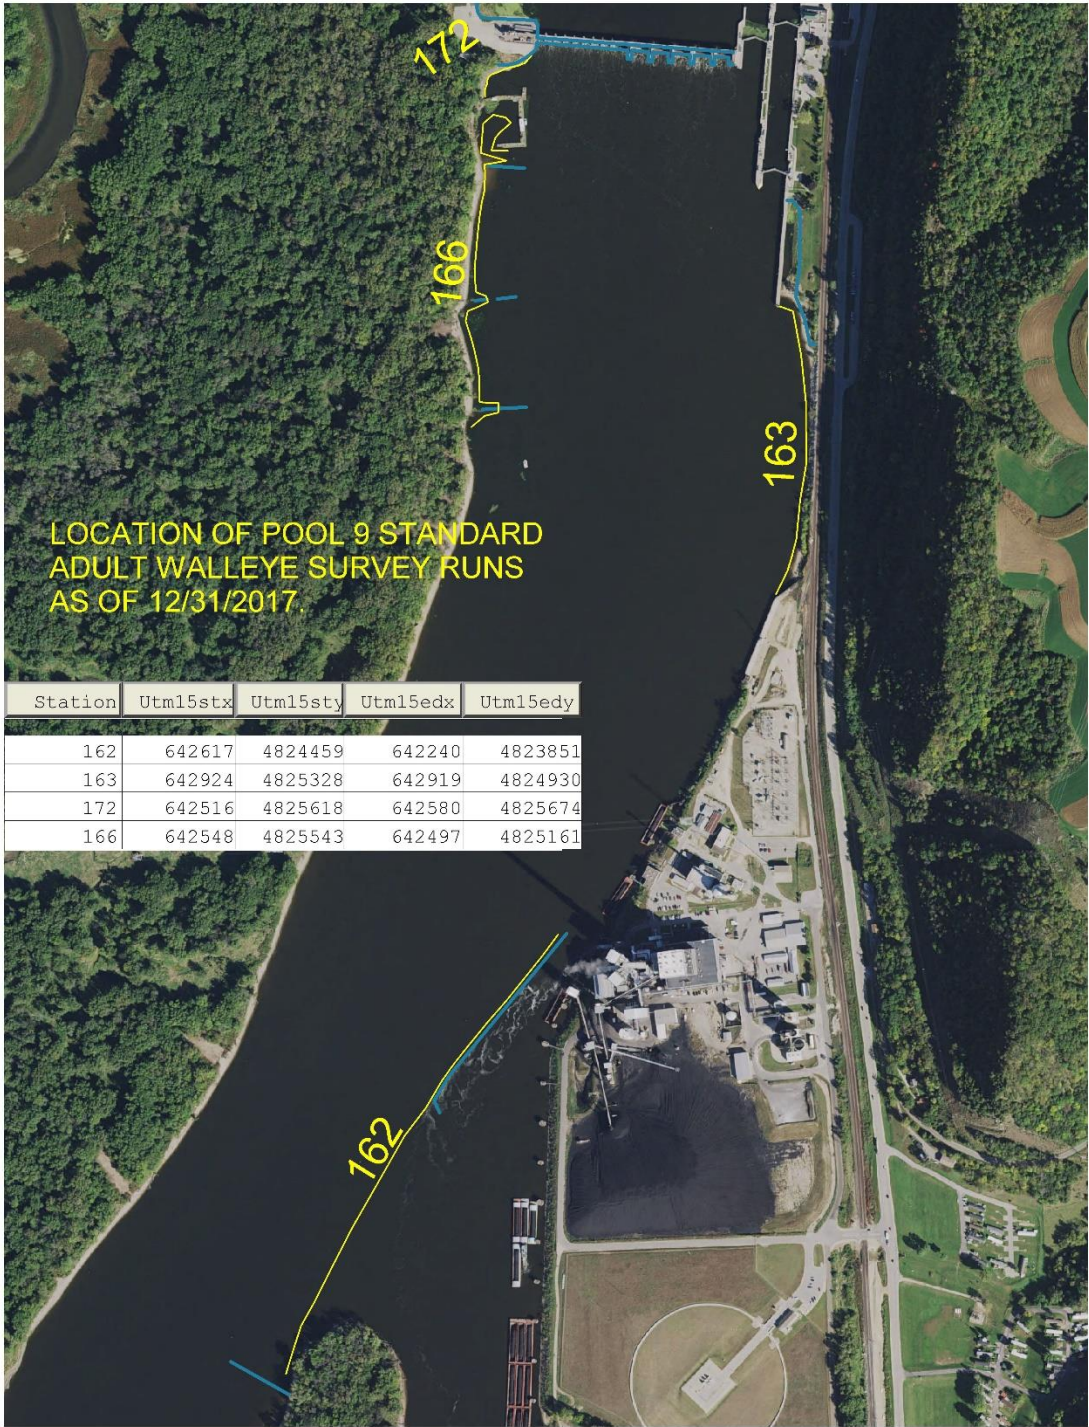 172
166
163
LOCATION OF POOL 9 STANDARD
ADULT WALLEYE SURVEY RUNS
AS OF 12/31/2017.
Station Utm15stx Utm15sty Utm15edx Utm15edy
162 642617 4824459 642240 4823851
163 642924 4825328 642919 4824930
172 642516 4825618 642580 4825674
166 642548 4825543 642497 4825161
162